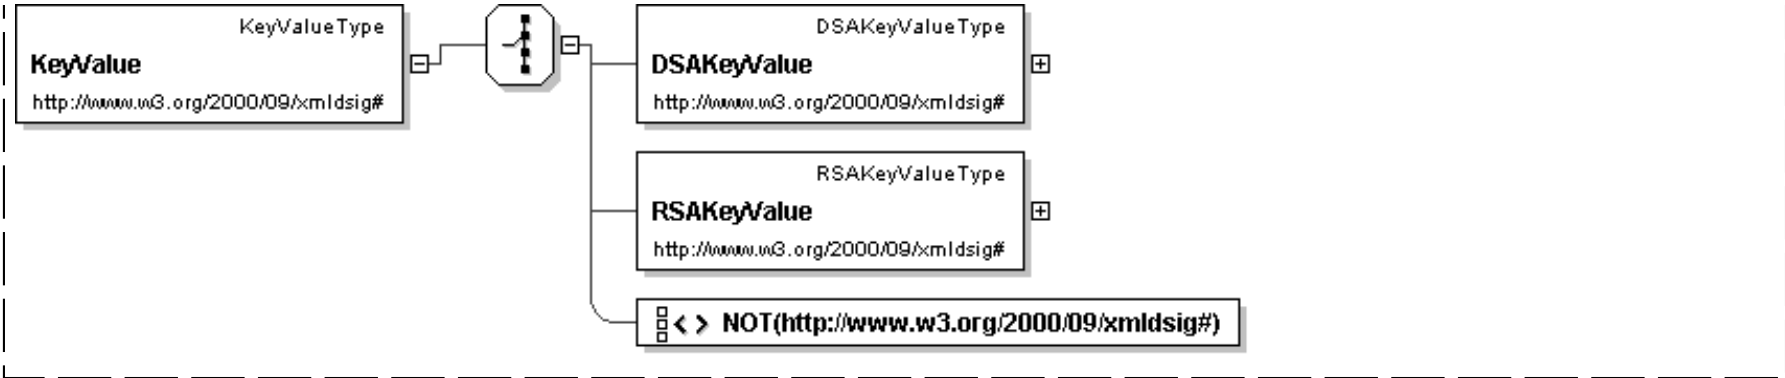 KeyValueType
KeyValue
http://www.w3.org/2000/09/xmldsig#
DSAKeyValueType
DSAKeyValue
http://www.w3.org/2000/09/xmldsig#
RSAKeyValueType
RSAKeyValue
http://www.w3.org/2000/09/xmldsig#
NOT(http://www.w3.org/2000/09/xmldsig#)